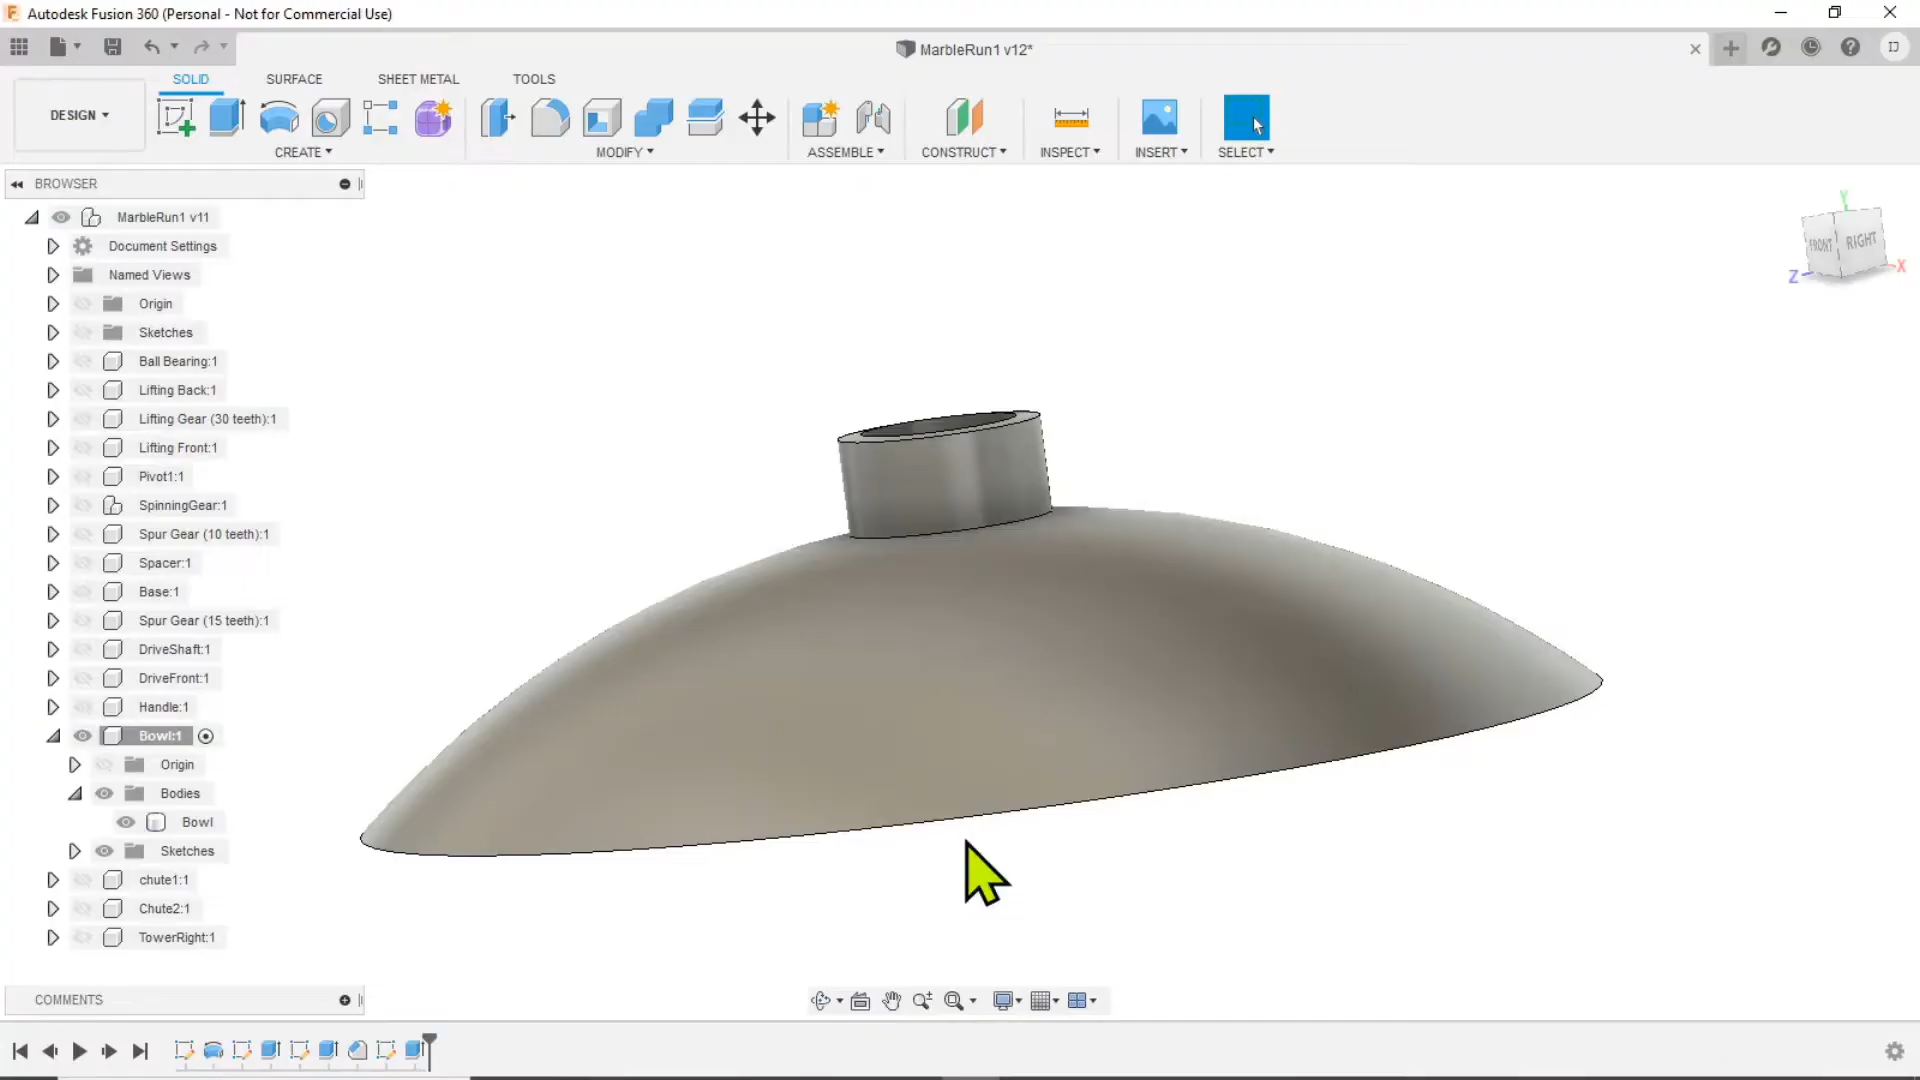 Autodesk Fusion 360 (Personal - Not for Commercial Use)
MarbleRun1 v12*
IJ
DESIGN
SOLID
SURFACE
SHEET METAL
TOOLS
CREATE
MODIFY
ASSEMBLE
CONSTRUCT
INSPECT
INSERT
SELECT
BROWSER
MarbleRun1 v11
Document Settings
Named Views
Origin
Sketches
Ball Bearing:1
Lifting Back:1
Lifting Gear (30 teeth):1
Lifting Front:1
Pivot1:1
SpinningGear:1
Spur Gear (10 teeth):1
Spacer:1
Base:1
Spur Gear (15 teeth):1
DriveShaft:1
DriveFront:1
Handle:1
Bowl:1
Origin
Bodies
Bowl
Sketches
chute1:1
Chute2:1
TowerRight:1
Y
FRONT
RIGHT
Z
X
COMMENTS